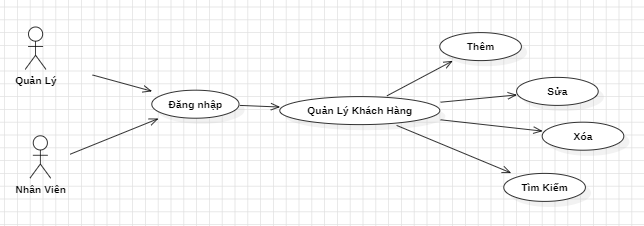 Quản Lý
Nhân Viên
Đăng nhập
Quản Lý Khách Hàng
Thêm
Sửa
Xóa
Tìm Kiếm